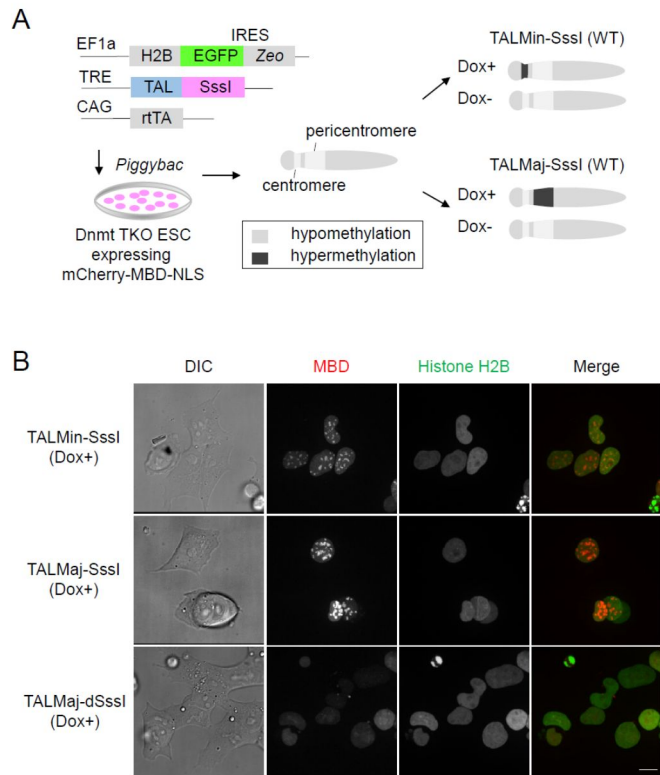 A
IRES
EF1a
H2B EGFP Zeo
TRE
TAL SssI
CAG
rtTA
Piggybac
Dnmt TKO ESC
expressing
mCherry-MBD-NLS
pericentromere
centromere
hypomethylation
hypermethylation
TALMin-SssI (WT)
Dox+
Dox-
TALMaj-SssI (WT)
Dox+
Dox-
B
DIC MBD Histone H2B Merge
TALMin-SssI
(Dox+)
TALMaj-SssI
(Dox+)
TALMaj-dSssI
(Dox+)